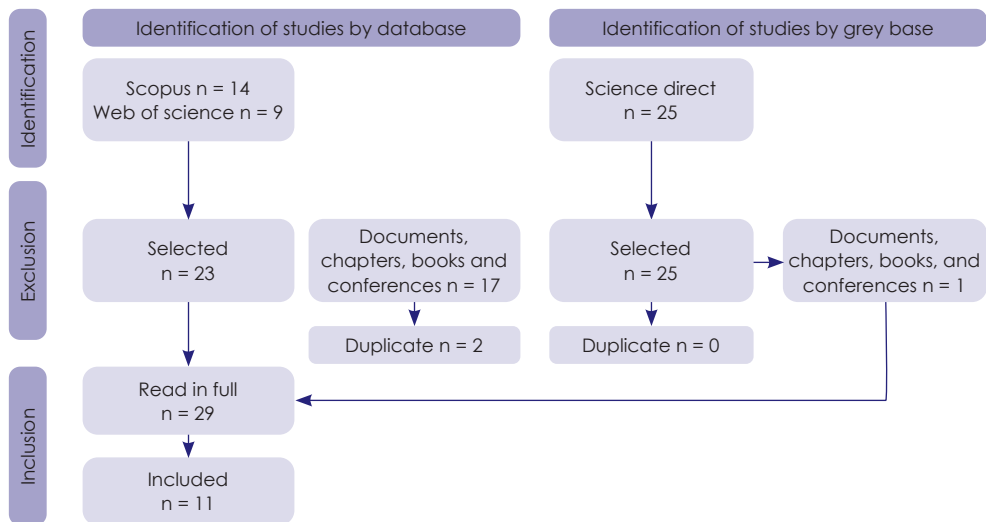 Identification of studies by database
Identification of studies by grey base
Identification
Scopus n = 14
Web of science n = 9
Science direct
n = 25
Exclusion
Selected
n = 23
Documents,
chapters, books and
conferences n = 17
Selected
n = 25
Documents,
chapters, books, and
conferences n = 1
Duplicate n = 2
Duplicate n = 0
Inclusion
Read in full
n = 29
Included
n = 11